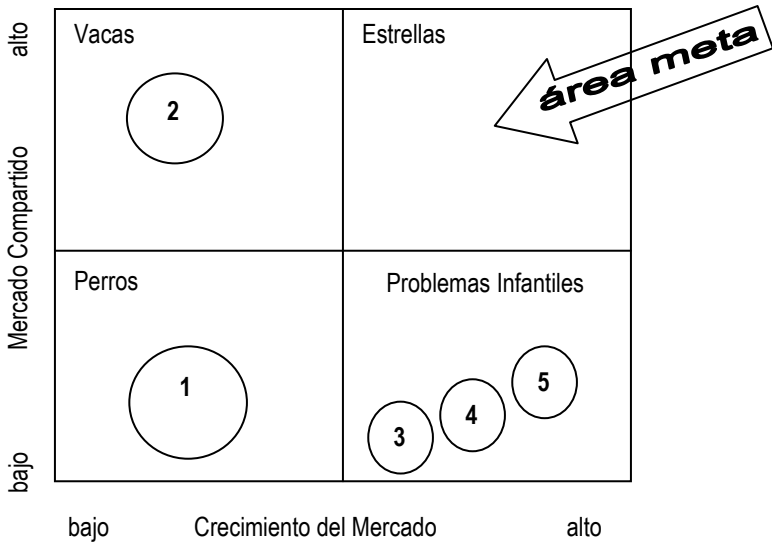 alto
Mercado Compartido
bajo
Vacas
Estrellas
área meta
2
Perros
Problemas Infantiles
1
3
4
5
bajo
Crecimiento del Mercado
alto